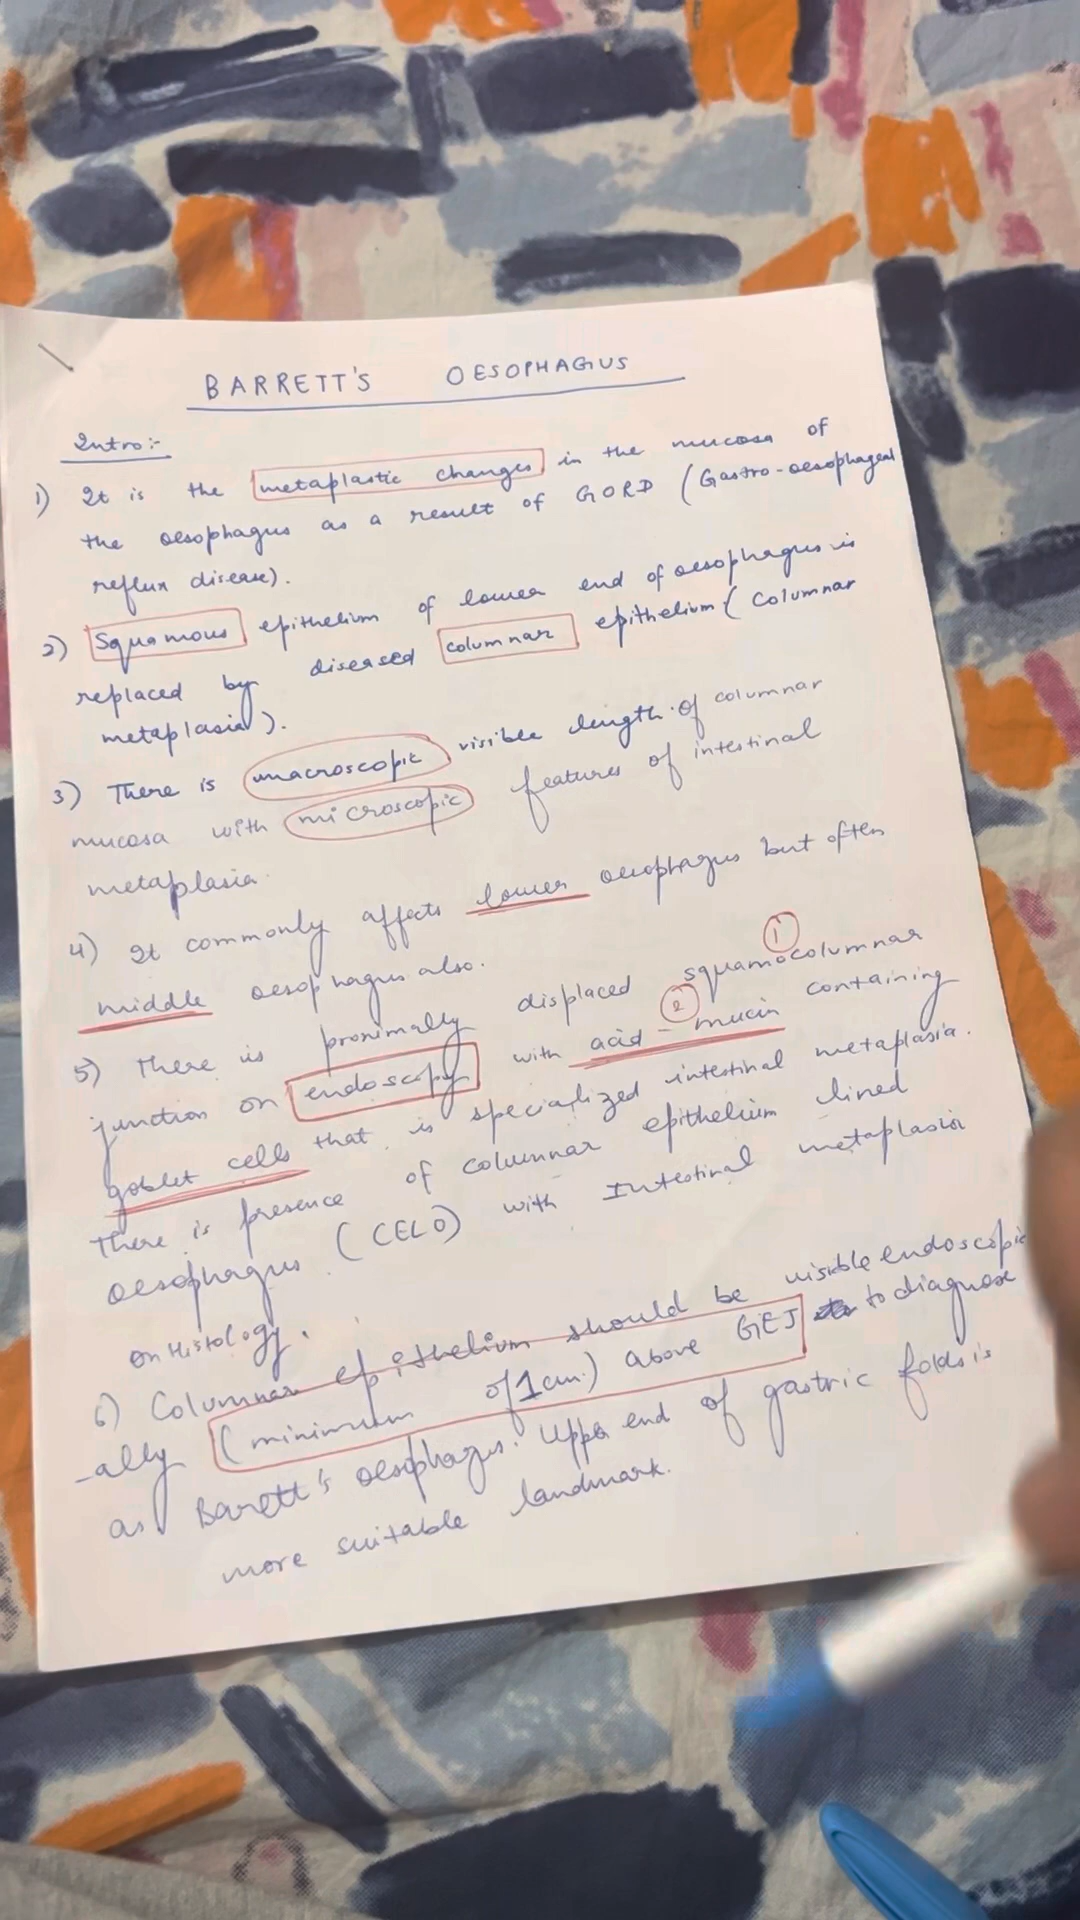 BARRETT'S OESOPHAGUS
Intro:-
1) It is the metaplastic changes in the mucosa of
the oesophagus as a result of GORD (Gastro-oesophageal
reflux disease).
2) Squamous epithelium of lower end of oesophagus is
replaced by diseased columnar epithelium (Columnar
metaplasia).
3) There is macroscopic visible length of columnar
mucosa with microscopic features of intestinal
metaplasia.
4) It commonly affects lower oesophagus but often
middle oesophagus also.
5) There is proximally displaced squamocolumnar 1
junction on endoscopy with acid-mucin containing 2
goblet cells that is specialized intestinal metaplasia.
There is presence of columnar epithelium lined
oesophagus (CELO) with Intestinal metaplasia
on Histology.
6) Columnar epithelium should be visible endoscopic
-ally (minimum of 1cm) above GEJ to diagnose
as Barett's oesophagus. Upper end of gastric folds is
more suitable landmark.